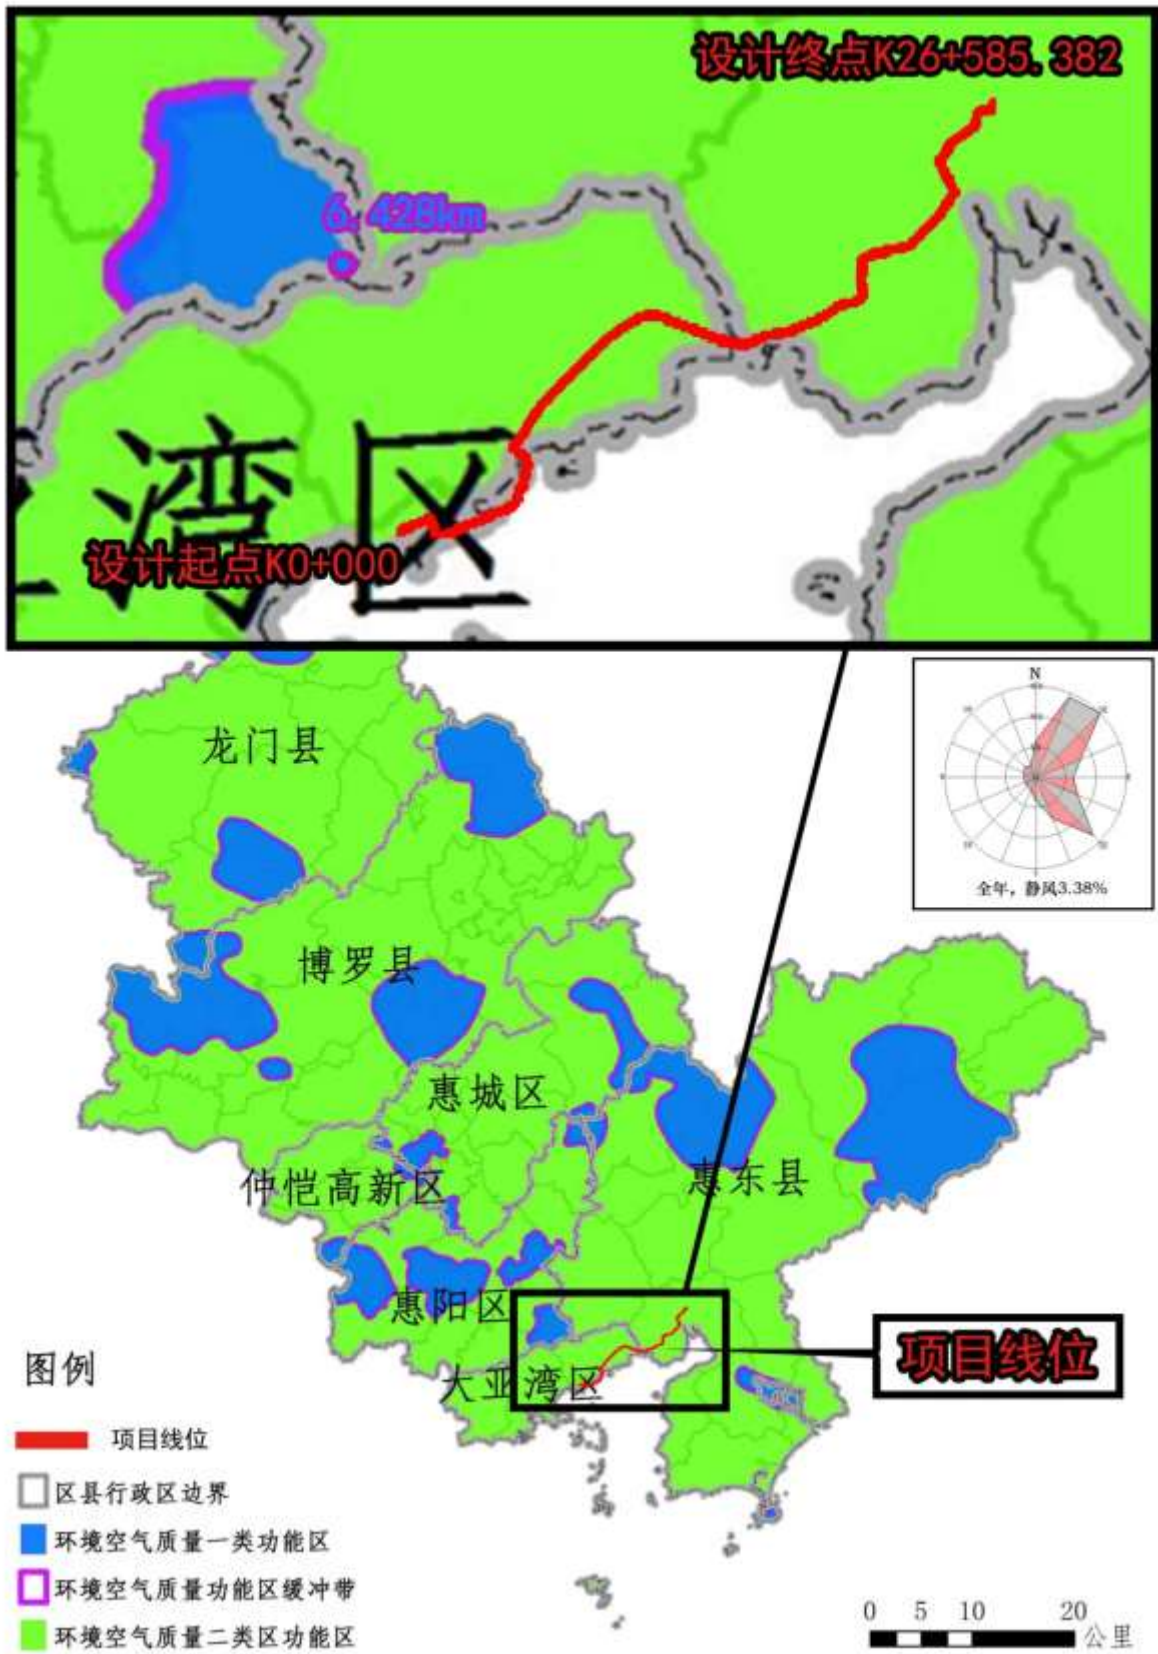 设计终点K26+585.382
6.428km
湾区
设计起点K0+000
N
全年，静风3.38%
龙门县
博罗县
惠城区
仲恺高新区
惠东县
惠阳区
大亚湾区
项目线位
图例
项目线位
区县行政区边界
环境空气质量一类功能区
环境空气质量功能区缓冲带
环境空气质量二类区功能区
0 5 10 20
公里